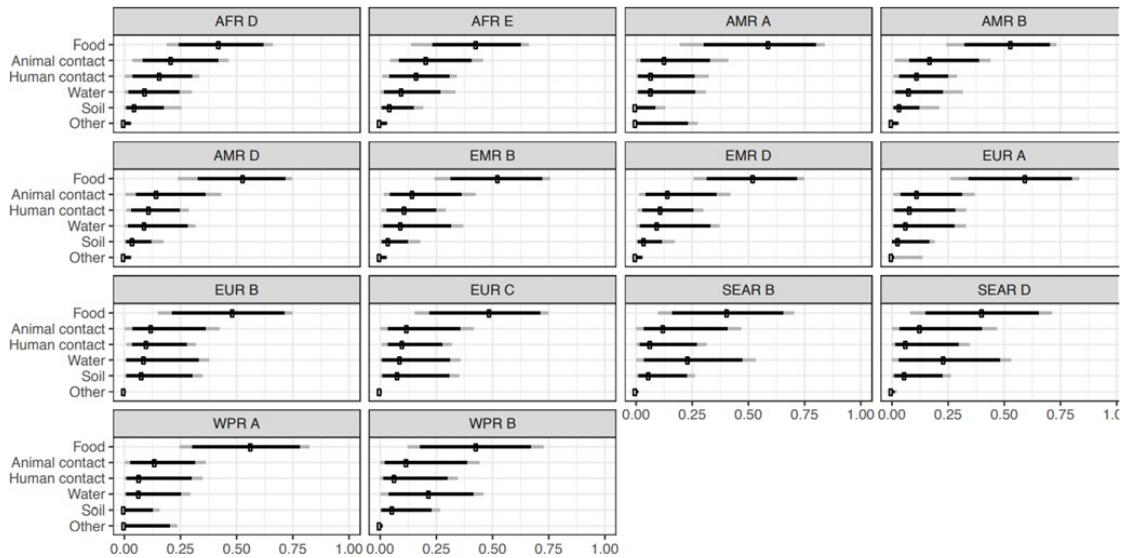 AFR D AFR E AMR A AMR B
Food
Animal contact
Human contact
Water
Soil
Other
AMR D EMR B EMR D EUR A
Food
Animal contact
Human contact
Water
Soil
Other
EUR B EUR C SEAR B SEAR D
Food
Animal contact
Human contact
Water
Soil
Other
0.00 0.25 0.50 0.75 1.00 0.00 0.25 0.50 0.75 1.0
WPR A WPR B
Food
Animal contact
Human contact
Water
Soil
Other
0.00 0.25 0.50 0.75 1.00 0.00 0.25 0.50 0.75 1.00